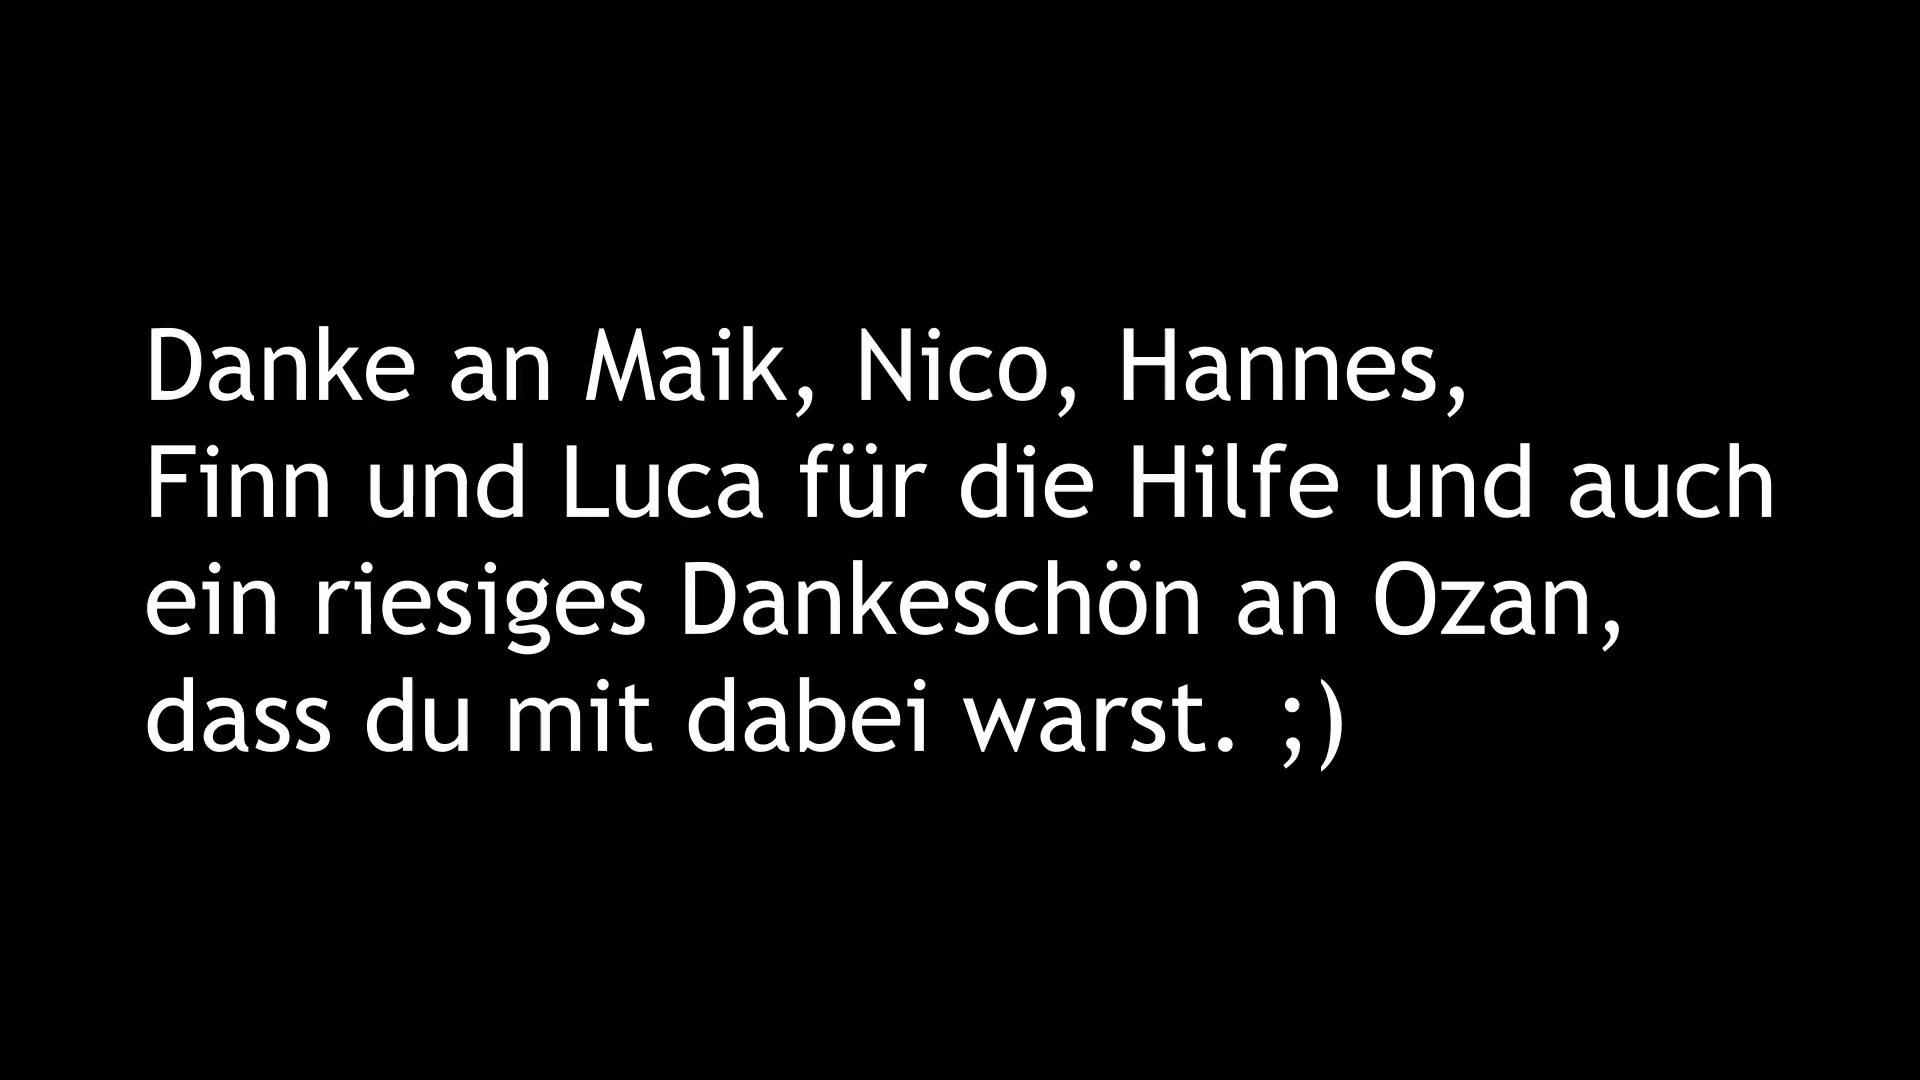 Danke an Maik, Nico, Hannes,
Finn und Luca für die Hilfe und auch
ein riesiges Dankeschön an Ozan,
dass du mit dabei warst. ;)